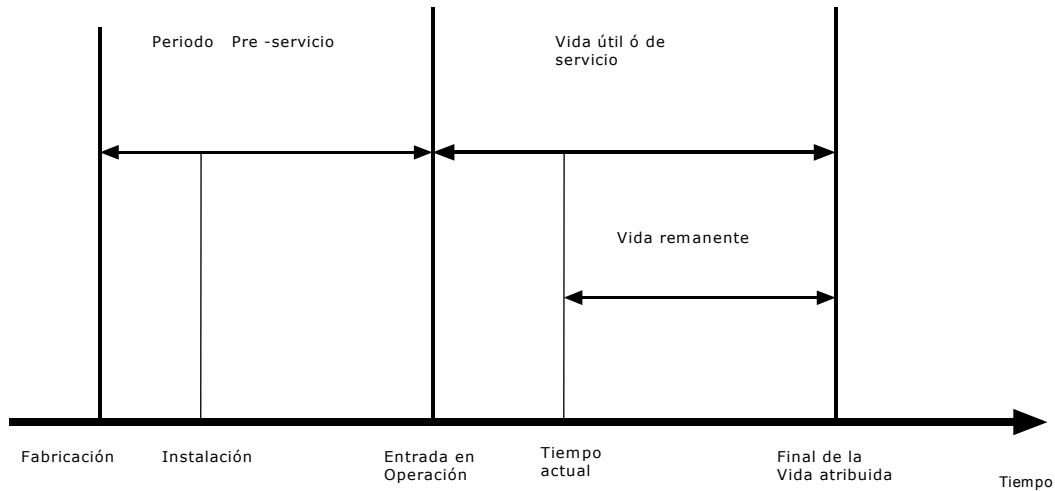 Periodo Pre -servicio
Vida útil ó de
servicio
Vida remanente
Fabricación
Instalación
Entrada en
Operación
Tiempo
actual
Final de la
Vida atribuida
Tiempo